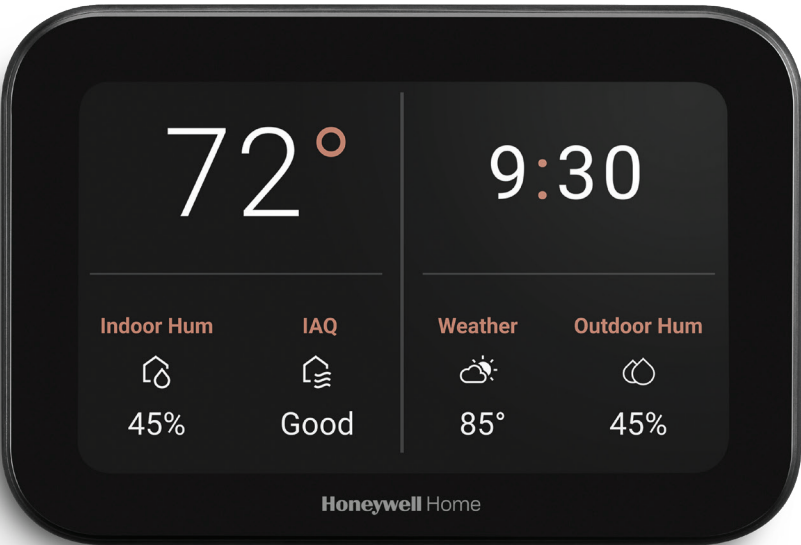 72°
9:30
Indoor Hum
IAQ
Weather
Outdoor Hum
45%
Good
85°
45%
Honeywell Home